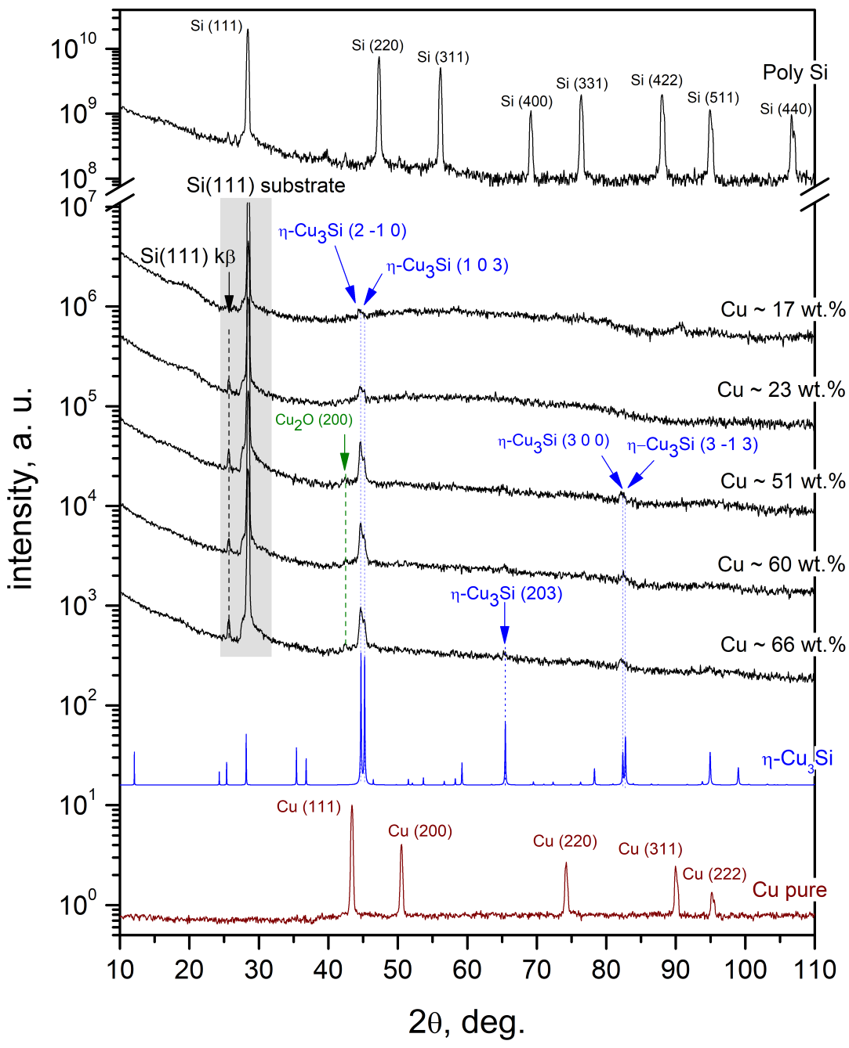 Si (111)
Si (220)
Si (311)
Si (400)
Si (331)
Si (422)
Si (511)
Si (440)
Poly Si
10^10
10^9
10^8
10^7
Si(111) substrate
η-Cu3Si (2 -1 0)
Si(111) kβ
η-Cu3Si (1 0 3)
10^6
Cu ~ 17 wt.%
Cu ~ 23 wt.%
10^5
Cu2O (200)
η-Cu3Si (3 0 0)
η–Cu3Si (3 -1 3)
Cu ~ 51 wt.%
10^4
Cu ~ 60 wt.%
10^3
η-Cu3Si (203)
Cu ~ 66 wt.%
10^2
η-Cu3Si
10^1
Cu (111)
Cu (200)
Cu (220)
Cu (311)
Cu (222)
Cu pure
10^0
intensity, a. u.
10 20 30 40 50 60 70 80 90 100 110
2θ, deg.